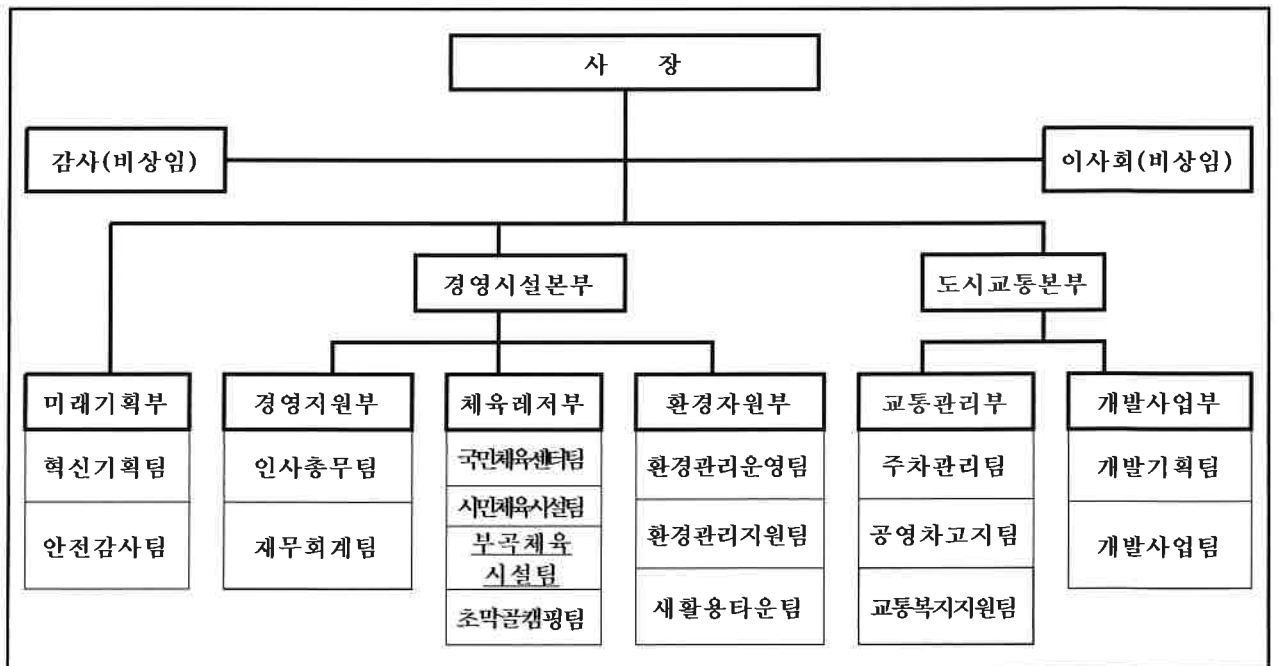 사 장
감사(비상임)
이사회(비상임)
경영시설본부
도시교통본부
미래기획부
경영지원부
체육레저부
환경자원부
교통관리부
개발사업부
혁신기획팀
안전감사팀
인사총무팀
재무회계팀
국민체육센터팀
시민체육시설팀
부곡체육
시설팀
초막골캠핑팀
환경관리운영팀
환경관리지원팀
새활용타운팀
주차관리팀
공영차고지팀
교통복지지원팀
개발기획팀
개발사업팀